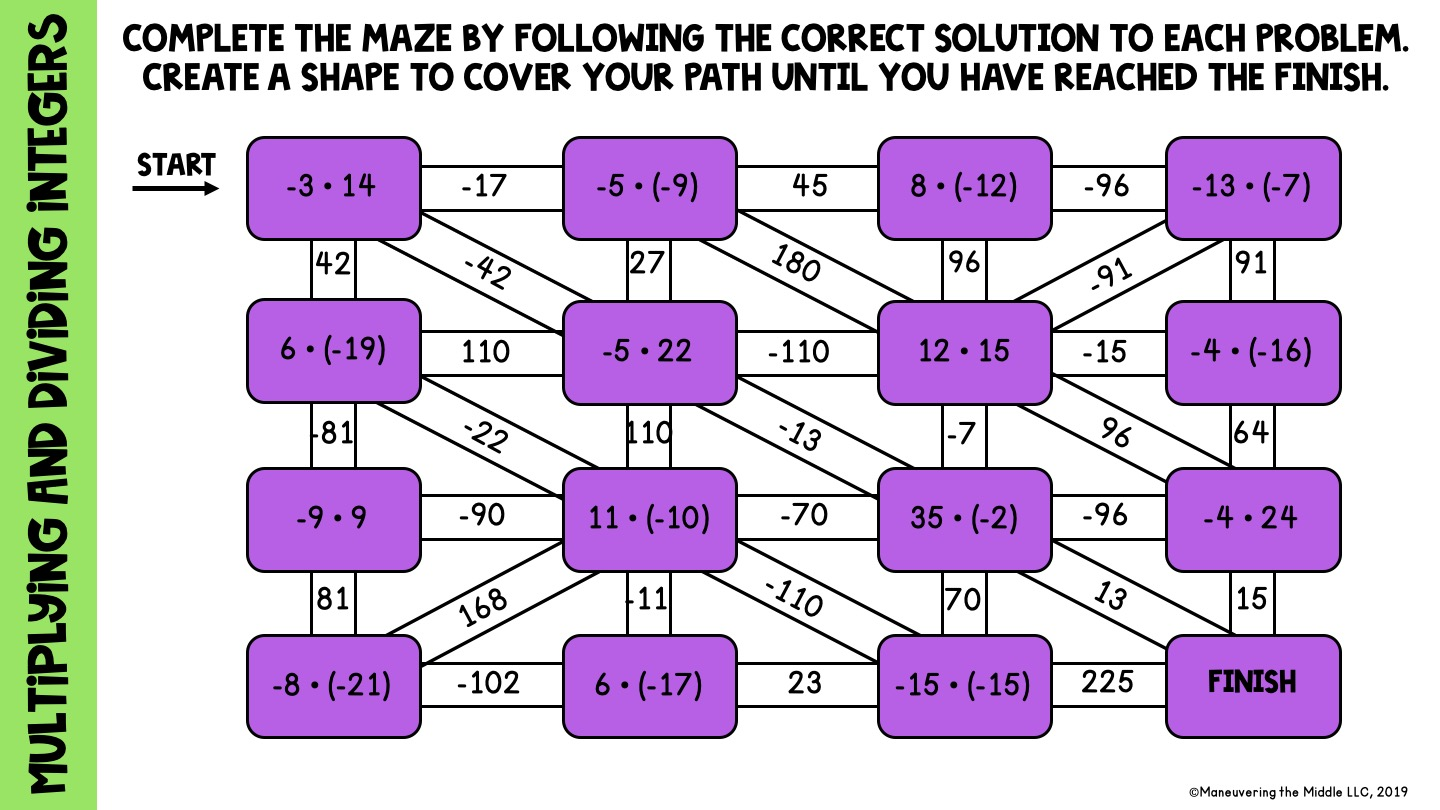 MULTIPLYING AND DIVIDING INTEGERS
COMPLETE THE MAZE BY FOLLOWING THE CORRECT SOLUTION TO EACH PROBLEM.
CREATE A SHAPE TO COVER YOUR PATH UNTIL YOU HAVE REACHED THE FINISH.
START
-3 • 14
-17
-5 • (-9)
45
8 • (-12)
-96
-13 • (-7)
42
-42
27
180
96
-91
91
6 • (-19)
110
-5 • 22
-110
12 • 15
-15
-4 • (-16)
-81
-22
110
-13
-7
96
64
-9 • 9
-90
11 • (-10)
-70
35 • (-2)
-96
-4 • 24
81
168
-11
-110
70
13
15
-8 • (-21)
-102
6 • (-17)
23
-15 • (-15)
225
FINISH
©Maneuvering the Middle LLC, 2019